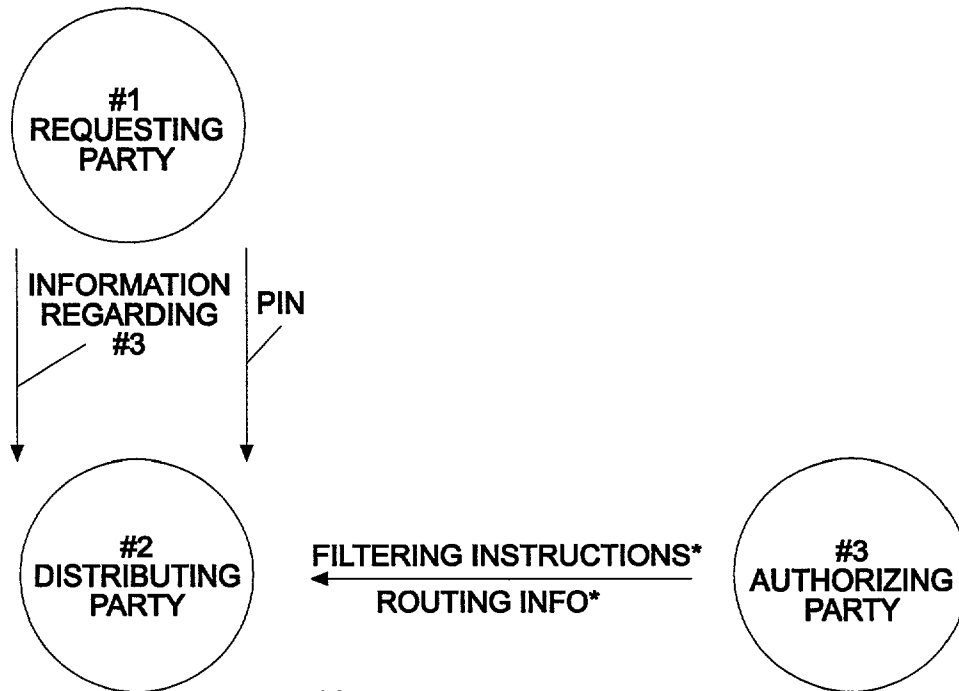 #1
REQUESTING
PARTY
INFORMATION
REGARDING
#3
PIN
#2
DISTRIBUTING
PARTY
FILTERING INSTRUCTIONS*
ROUTING INFO*
#3
AUTHORIZING
PARTY